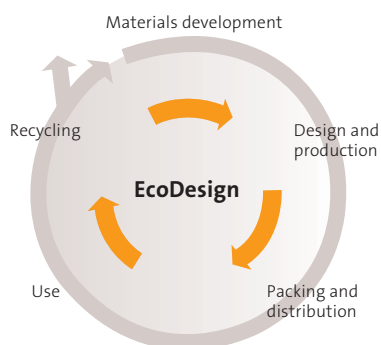 Materials development
Recycling
Design and
production
EcoDesign
Use
Packing and
distribution